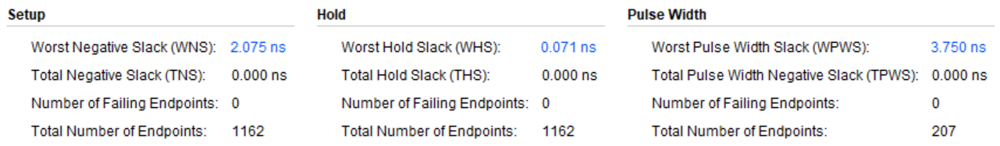 Setup Hold Pulse Width
Worst Negative Slack (WNS): 2.075 ns Worst Hold Slack (WHS): 0.071 ns Worst Pulse Width Slack (WPWS): 3.750 ns
Total Negative Slack (TNS): 0.000 ns Total Hold Slack (THS): 0.000 ns Total Pulse Width Negative Slack (TPWS): 0.000 ns
Number of Failing Endpoints: 0 Number of Failing Endpoints: 0 Number of Failing Endpoints: 0
Total Number of Endpoints: 1162 Total Number of Endpoints: 1162 Total Number of Endpoints: 207